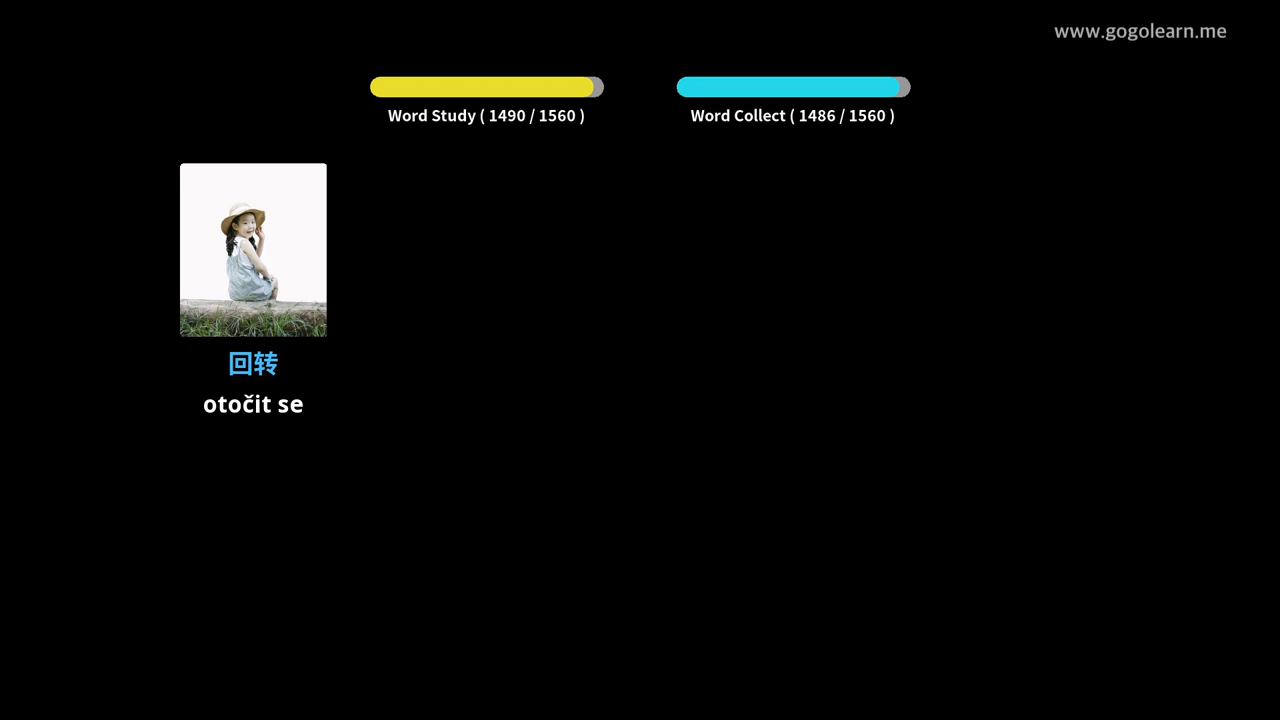 www.gogolearn.me
Word Study ( 1490 / 1560 )
Word Collect ( 1486 / 1560 )
回转
otočit se